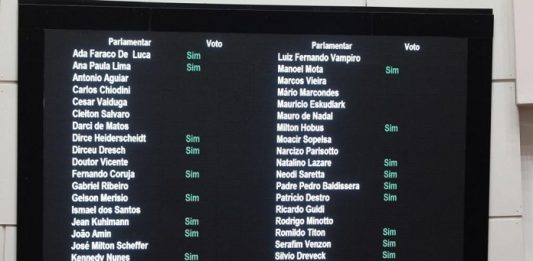 Parlamentar Voto Parlamentar Voto
Ada Faraco De Luca Sim Luiz Fernando Vampiro
Ana Paula Lima Sim Manoel Mota Sim
Antonio Aguiar Marcos Vieira
Carlos Chiodini Mário Marcondes
Cesar Valduga Mauricio Eskudlark
Cleiton Salvaro Mauro de Nadal
Darci de Matos Milton Hobus Sim
Dirce Heiderscheidt Sim Moacir Sopelsa
Dirceu Dresch Sim Narcizo Parisotto
Doutor Vicente Natalino Lazare Sim
Fernando Coruja Sim Neodi Saretta Sim
Gabriel Ribeiro Padre Pedro Baldissera Sim
Gelson Merisio Sim Patricio Destro Sim
Ismael dos Santos Ricardo Guidi
Jean Kuhlmann Sim Rodrigo Minotto
João Amin Sim Romildo Titon Sim
José Milton Scheffer Serafim Venzon Sim
Kennedy Nunes Sim Silvio Dreveck Sim